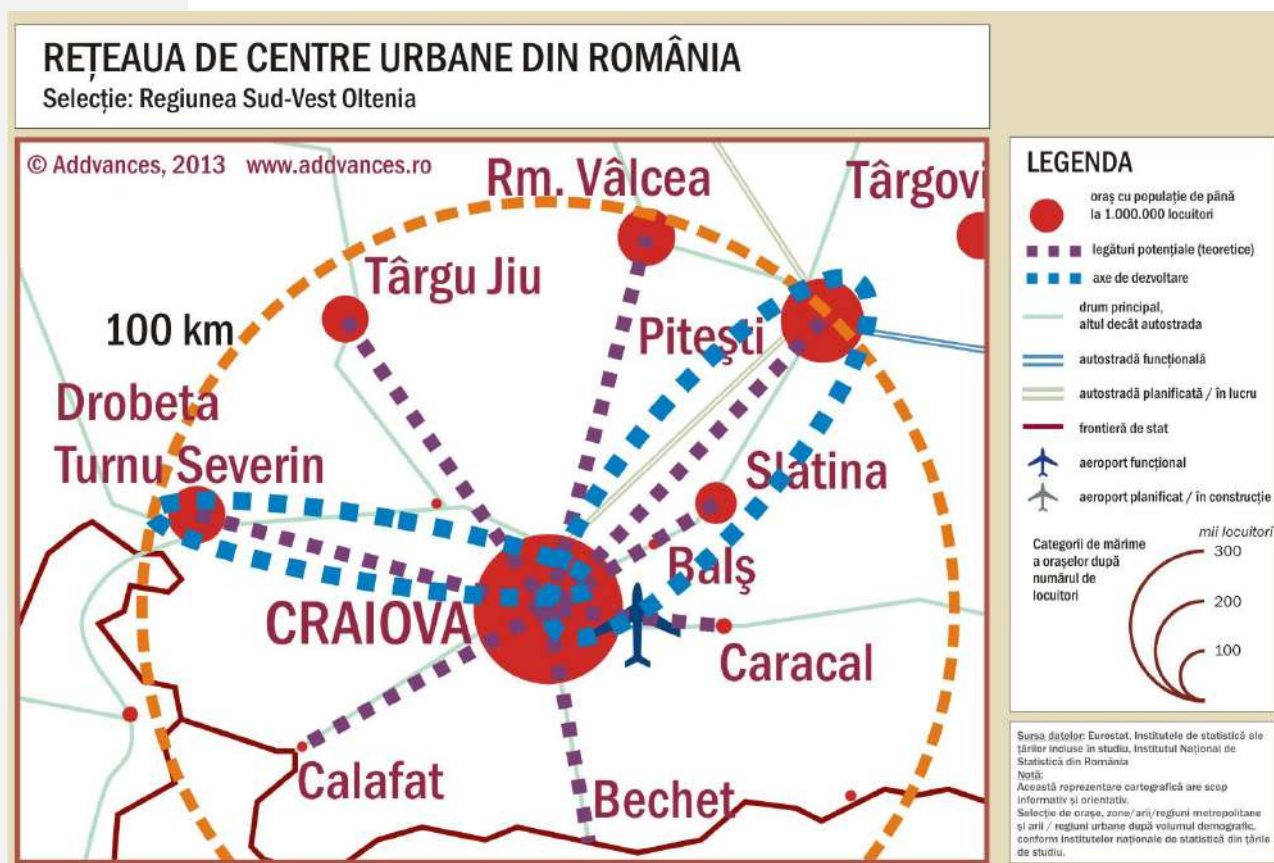 REȚEAUA DE CENTRE URBANE DIN ROMÂNIA
Selecție: Regiunea Sud-Vest Oltenia
© Addvances, 2013 www.addvances.ro
Rm. Vâlcea
Târgovi
Târgu Jiu
100 km
Pitești
Drobeta
Turnu Severin
Slatina
Balș
CRAIOVA
Caracal
Calafat
Bechet
LEGENDA
oraș cu populație de până
la 1.000.000 locuitori
legături potențiale (teoretice)
axe de dezvoltare
drum principal,
altul decât autostrada
autostradă funcțională
autostradă planificată / în lucru
frontieră de stat
aeroport funcțional
aeroport planificat / în construcție
mii locuitori
Categorii de mărime
a orașelor după
numărul de
locuitori
300
200
100
Sursa datelor: Eurostat, Institutele de statistică ale
țărilor incluse în studiu, Institutul Național de
Statistică din România
Notă:
Această reprezentare cartografică are scop
informativ și orientativ.
Selecție de orașe, zone/arii/regiuni metropolitane
și arii / regiuni urbane după volumul demografic,
conform institutelor naționale de statistică din țările
de studiu.